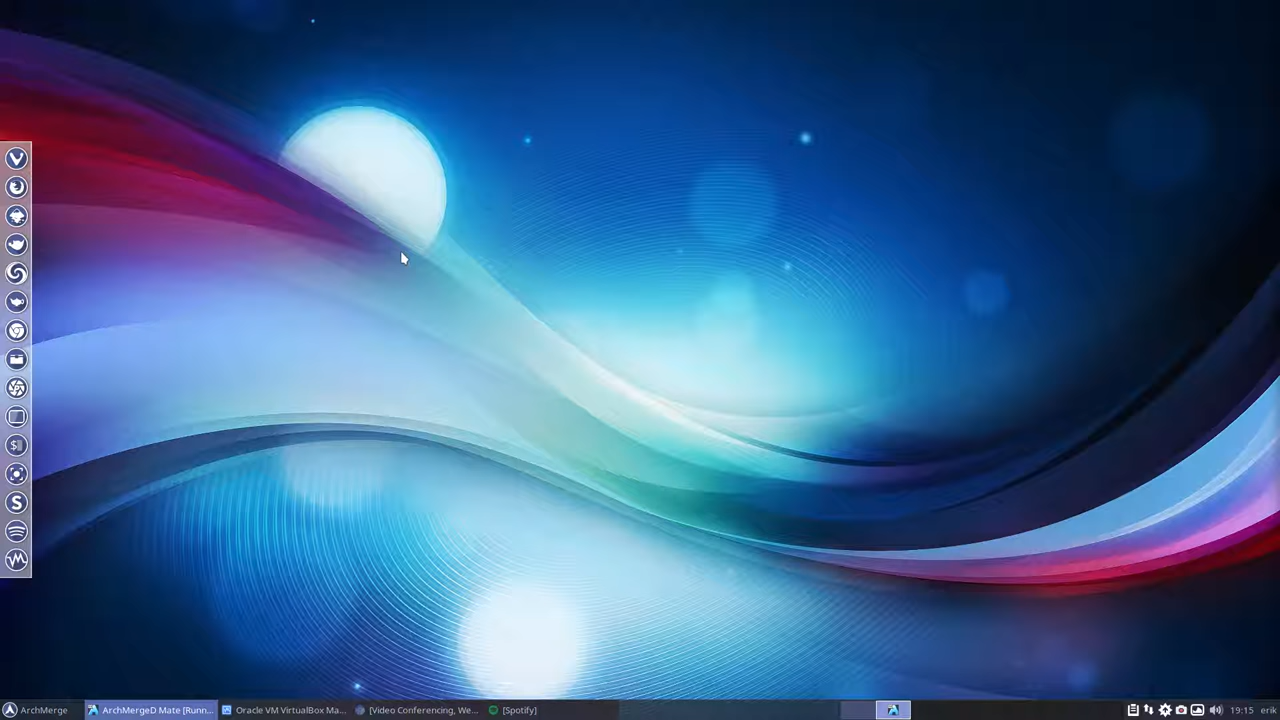 ArchMerge
ArchMergeD Mate [Runn...
Oracle VM VirtualBox Ma...
[Video Conferencing, We...
[Spotify]
19:15
erik